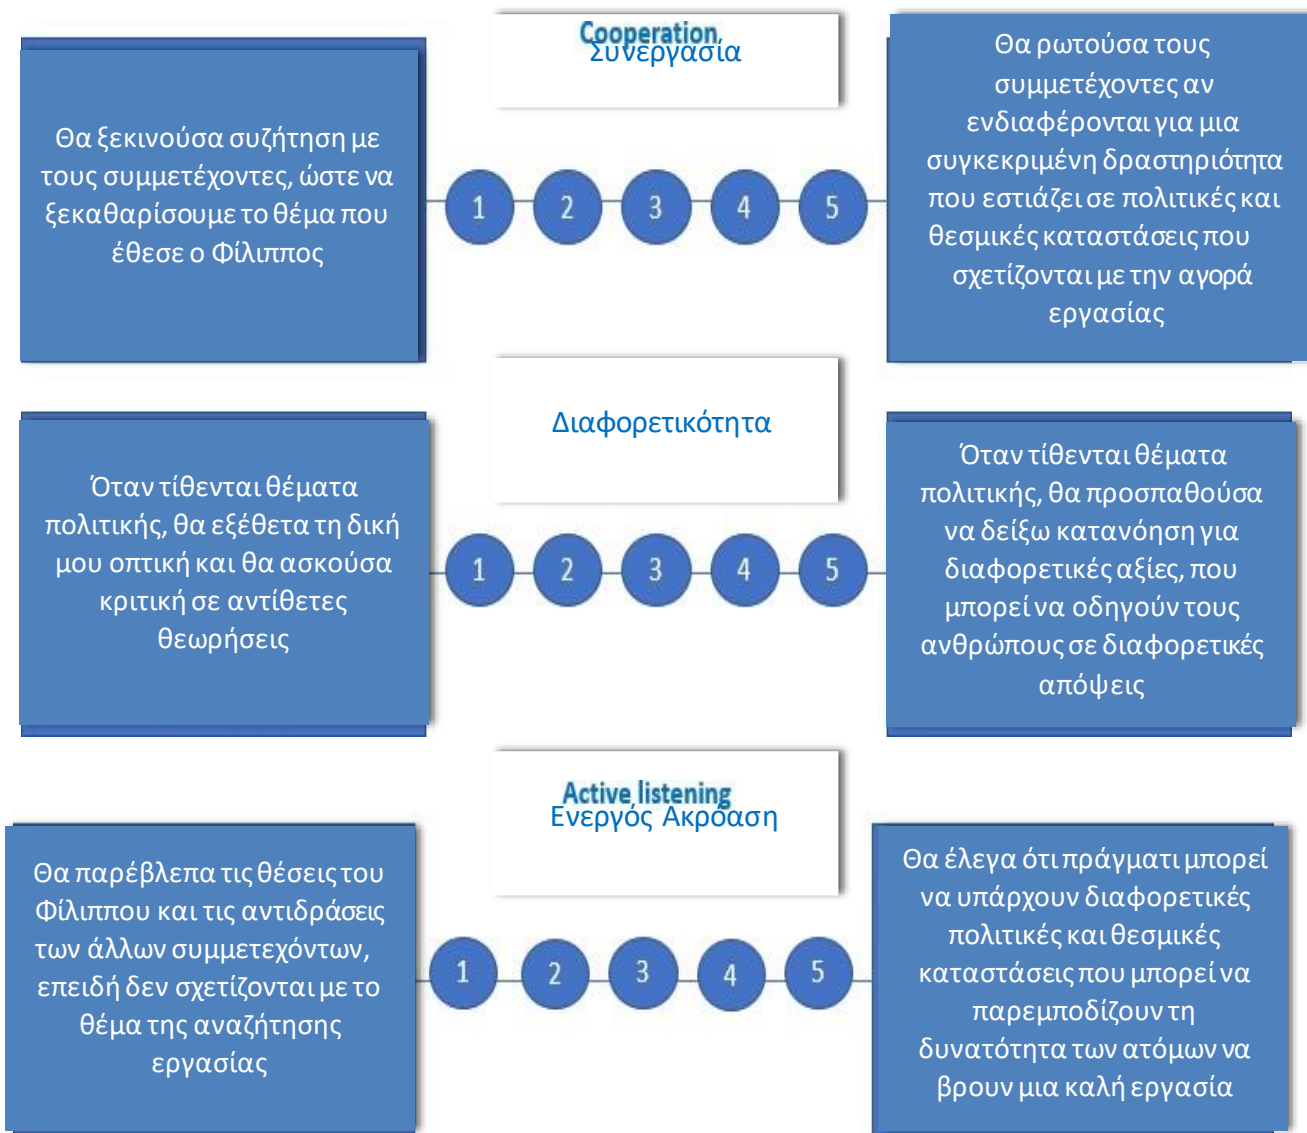 Cooperation
Συνεργασία
Θα ξεκινούσα συζήτηση με
τους συμμετέχοντες, ώστε να
ξεκαθαρίσουμε το θέμα που
έθεσε ο Φίλιππος
1 2 3 4 5
Θα ρωτούσα τους
συμμετέχοντες αν
ενδιαφέρονται για μια
συγκεκριμένη δραστηριότητα
που εστιάζει σε πολιτικές και
θεσμικές καταστάσεις που
σχετίζονται με την αγορά
εργασίας
Διαφορετικότητα
Όταν τίθενται θέματα
πολιτικής, θα εξέθετα τη δική
μου οπτική και θα ασκούσα
κριτική σε αντίθετες
θεωρήσεις
1 2 3 4 5
Όταν τίθενται θέματα
πολιτικής, θα προσπαθούσα
να δείξω κατανόηση για
διαφορετικές αξίες, που
μπορεί να οδηγούν τους
ανθρώπους σε διαφορετικές
απόψεις
Active listening
Ενεργός Ακρόαση
Θα παρέβλεπα τις θέσεις του
Φίλιππου και τις αντιδράσεις
των άλλων συμμετεχόντων,
επειδή δεν σχετίζονται με το
θέμα της αναζήτησης
εργασίας
1 2 3 4 5
Θα έλεγα ότι πράγματι μπορεί
να υπάρχουν διαφορετικές
πολιτικές και θεσμικές
καταστάσεις που μπορεί να
παρεμποδίζουν τη
δυνατότητα των ατόμων να
βρουν μια καλή εργασία